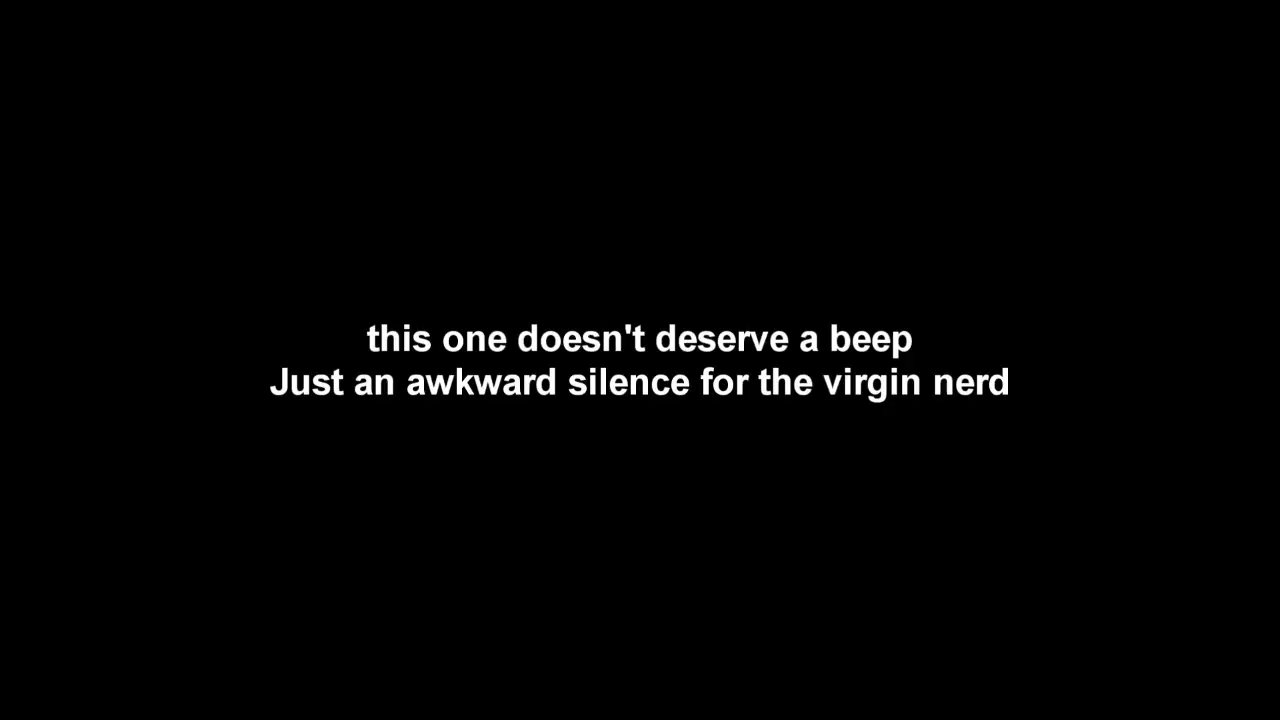 this one doesn't deserve a beep
Just an awkward silence for the virgin nerd